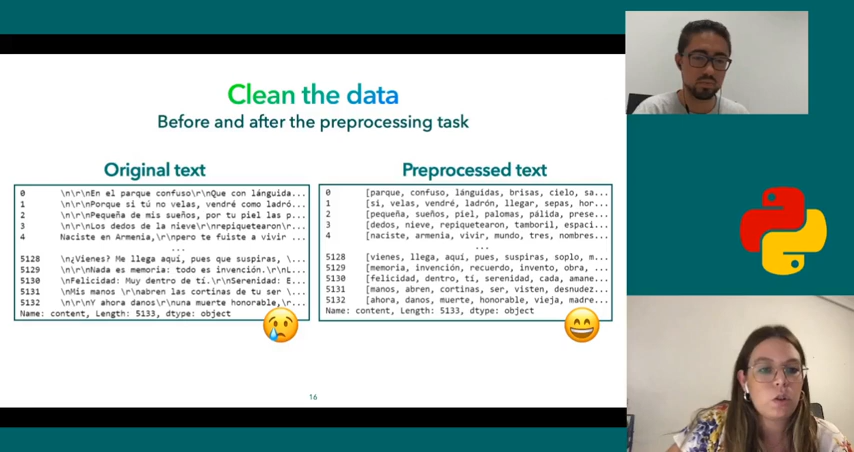 Clean the data
Before and after the preprocessing task
Original text
0 \n\r\nEn el parque confuso\r\nQue con lánguida...
1 \n\r\nPorque si tú no velas, vendré como ladró...
2 \n\r\nPequeña de mis sueños, por tu piel las p...
3 \n\r\nLos dedos de la nieve\r\nrepiquetearon\r...
4 Naciste en Armenia,\r\npero te fuiste a vivir ...
...
5128 \n¿Vienes? Me llega aquí, pues que suspiras, \...
5129 \n\r\nNada es memoria: todo es invención.\r\nL...
5130 \nFelicidad: Muy dentro de tí.\r\nSerenidad: E...
5131 \nMis manos \r\nabren las cortinas de tu ser \...
5132 \n\r\nY ahora danos\r\nuna muerte honorable,\r...
Name: content, Length: 5133, dtype: object
Preprocessed text
0 [parque, confuso, lánguidas, brisas, cielo, sa...
1 [si, velas, vendré, ladrón, llegar, sepas, hor...
2 [pequeña, sueños, piel, palomas, pálida, prese...
3 [dedos, nieve, repiquetearon, tamboril, espaci...
4 [naciste, armenia, vivir, mundo, tres, nombres...
...
5128 [vienes, llega, aquí, pues, suspiras, soplo, m...
5129 [memoria, invención, recuerdo, invento, obra, ...
5130 [felicidad, dentro, tí, serenidad, cada, amane...
5131 [manos, abren, cortinas, ser, visten, desnudez...
5132 [ahora, danos, muerte, honorable, vieja, madre...
Name: content, Length: 5133, dtype: object
16